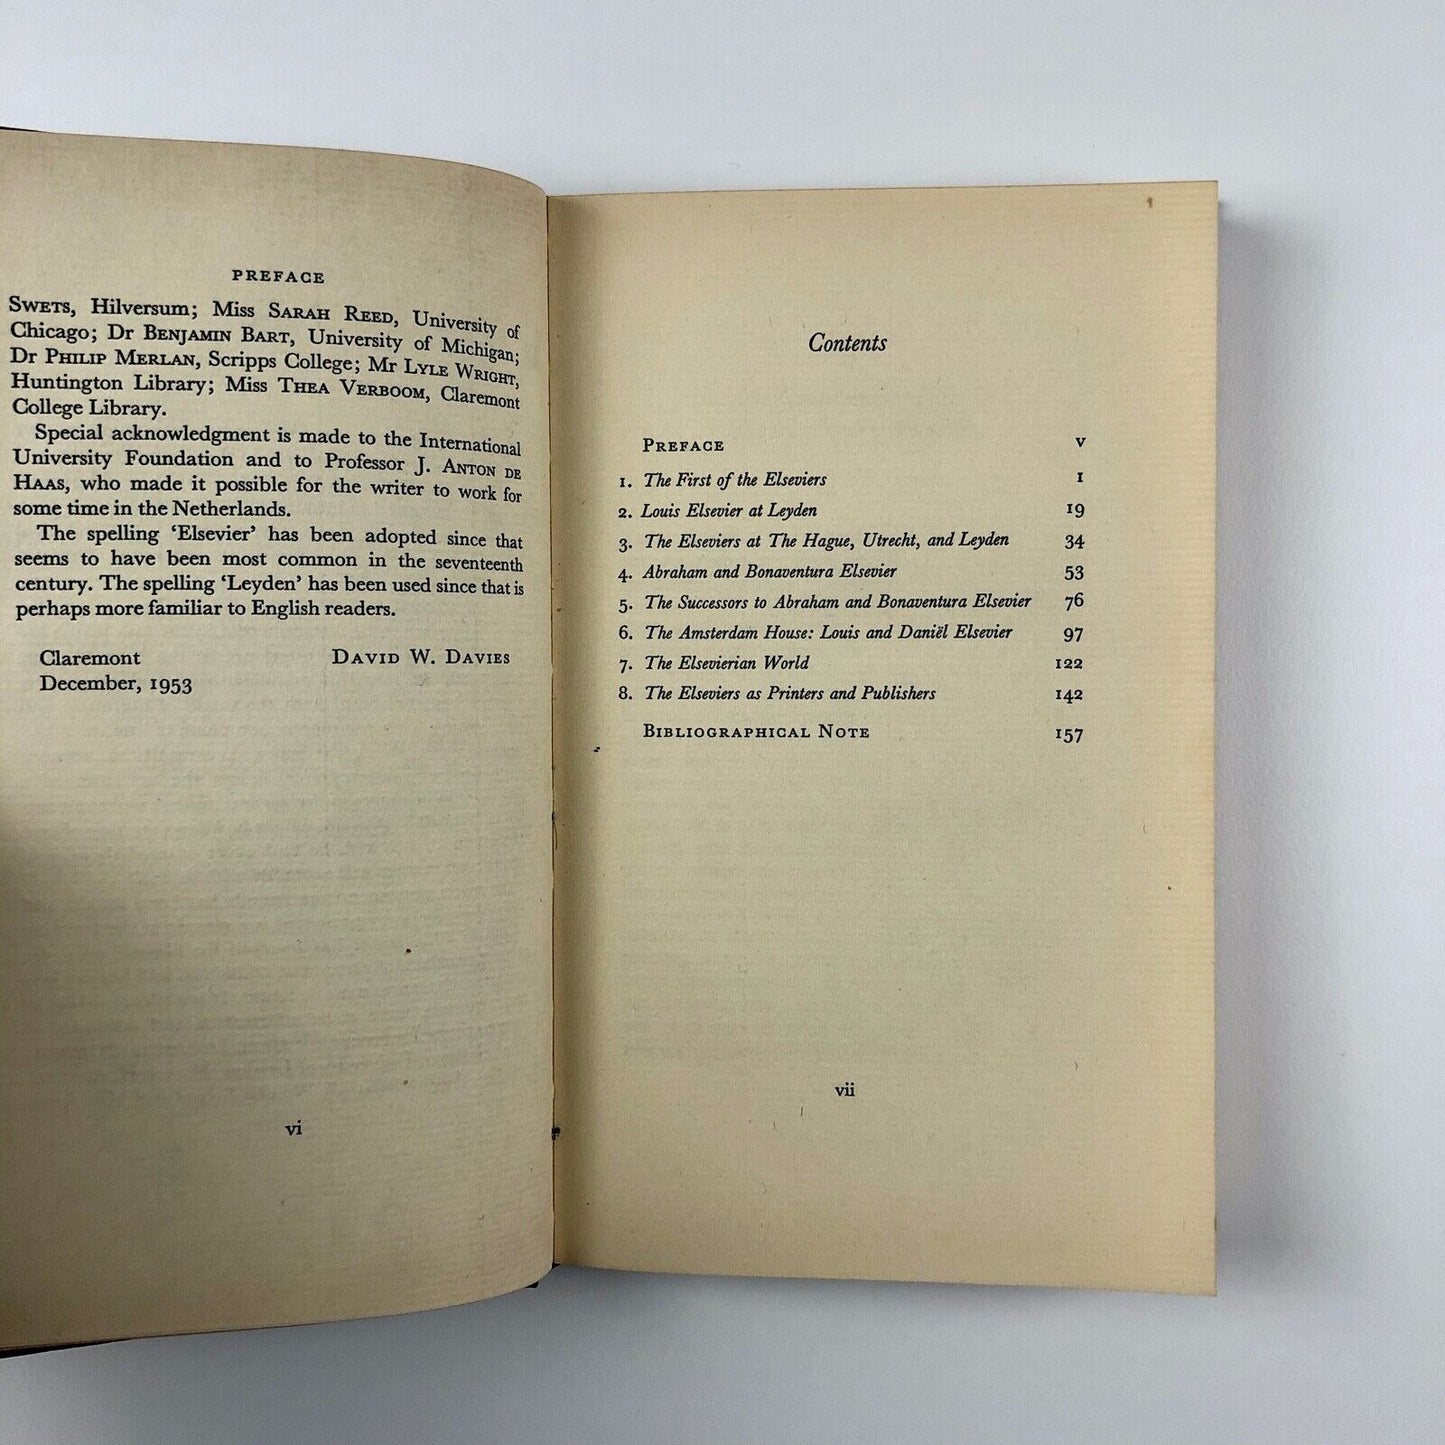 PREFACE
SWETS, Hilversum; Miss SARAH REED, University of
Chicago; Dr BENJAMIN BART, University of Michigan;
Dr PHILIP MERLAN, Scripps College; Mr LYLE WRIGHT,
Huntington Library; Miss THEA VERBOOM, Claremont
College Library.
Special acknowledgment is made to the International
University Foundation and to Professor J. ANTON DE
HAAS, who made it possible for the writer to work for
some time in the Netherlands.
The spelling ‘Elsevier’ has been adopted since that
seems to have been most common in the seventeenth
century. The spelling ‘Leyden’ has been used since that is
perhaps more familiar to English readers.
Claremont DAVID W. DAVIES
December, 1953
vi
Contents
PREFACE v
1. The First of the Elseviers 1
2. Louis Elsevier at Leyden 19
3. The Elseviers at The Hague, Utrecht, and Leyden 34
4. Abraham and Bonaventura Elsevier 53
5. The Successors to Abraham and Bonaventura Elsevier 76
6. The Amsterdam House: Louis and Daniël Elsevier 97
7. The Elsevierian World 122
8. The Elseviers as Printers and Publishers 142
BIBLIOGRAPHICAL NOTE 157
vii